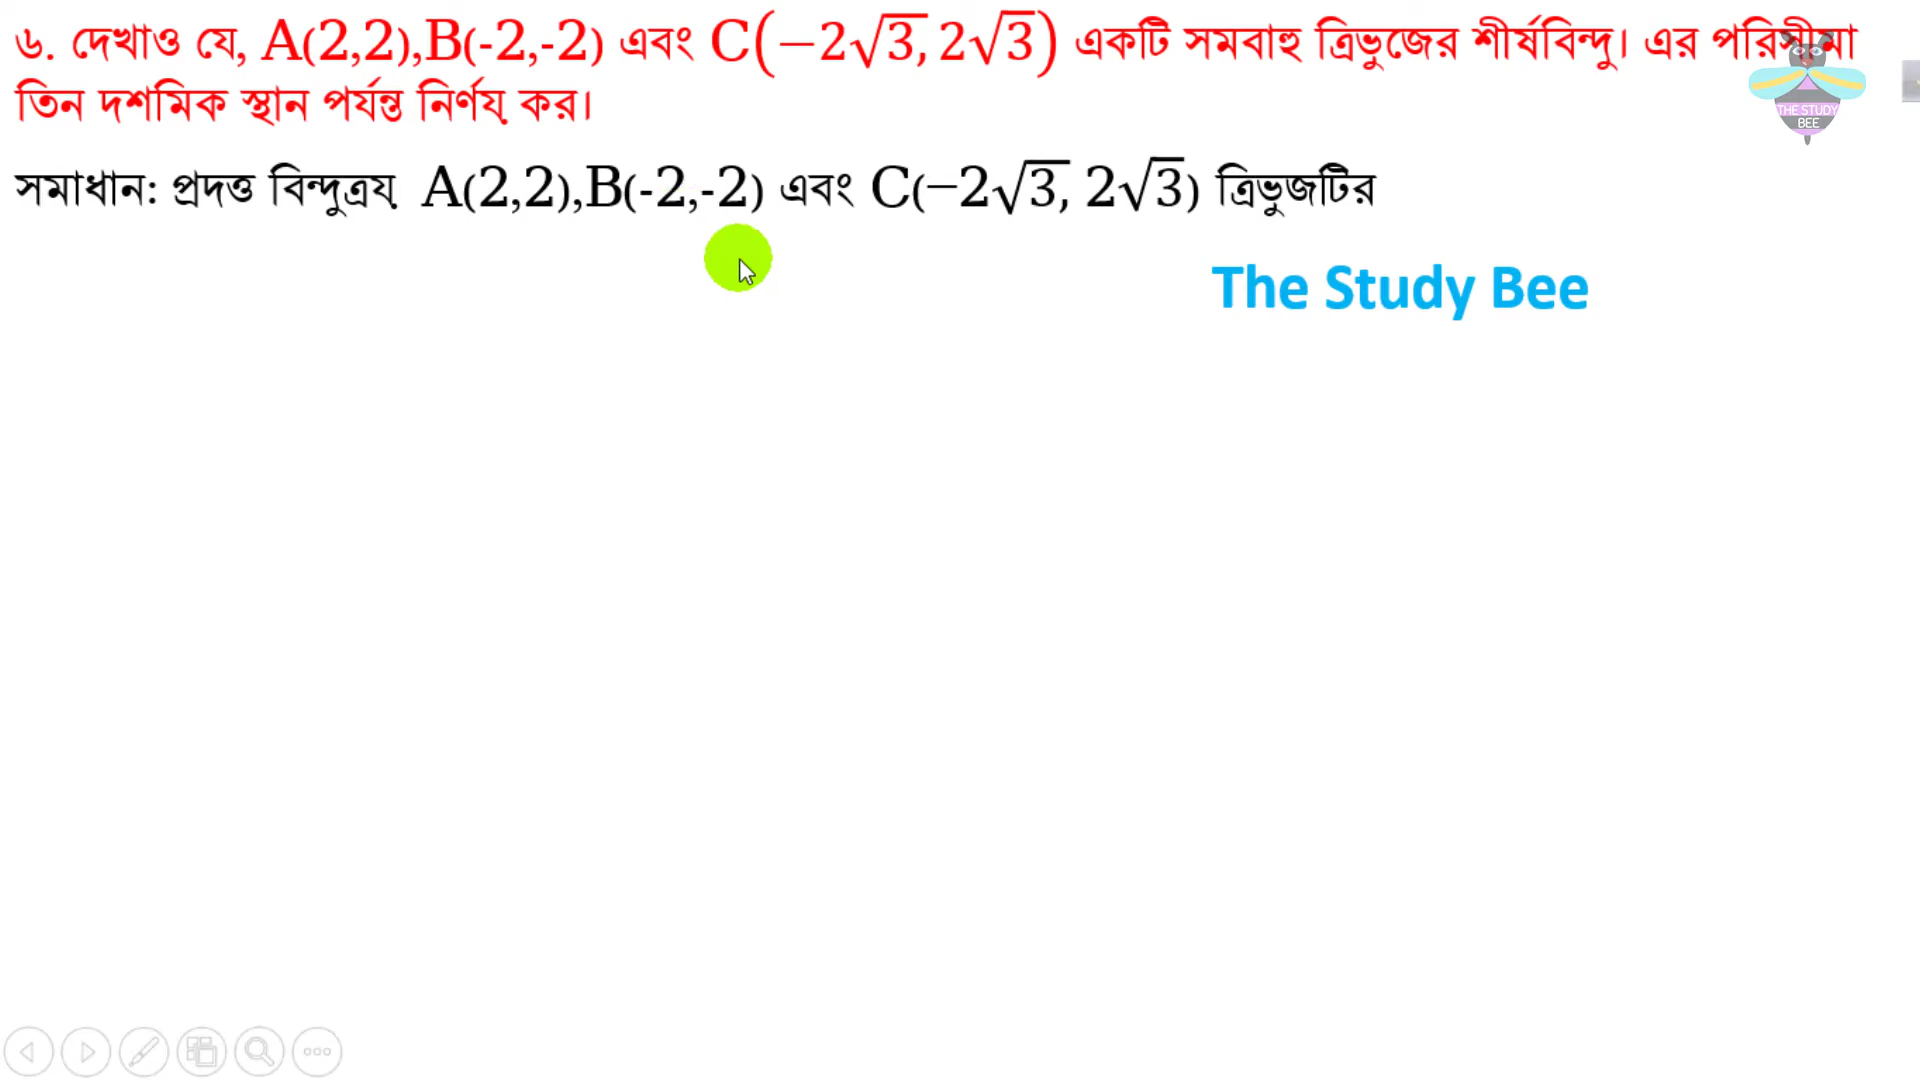 ৬. দেখাও যে, A(2,2),B(-2,-2) এবং C(−2√3, 2√3) একটি সমবাহু ত্রিভুজের শীর্ষবিন্দু। এর পরিসীমা
তিন দশমিক স্থান পর্যন্ত নির্ণয় কর।
THE STUDY
BEE
সমাধান: প্রদত্ত বিন্দুত্রয় A(2,2),B(-2,-2) এবং C(−2√3, 2√3) ত্রিভুজটির
The Study Bee